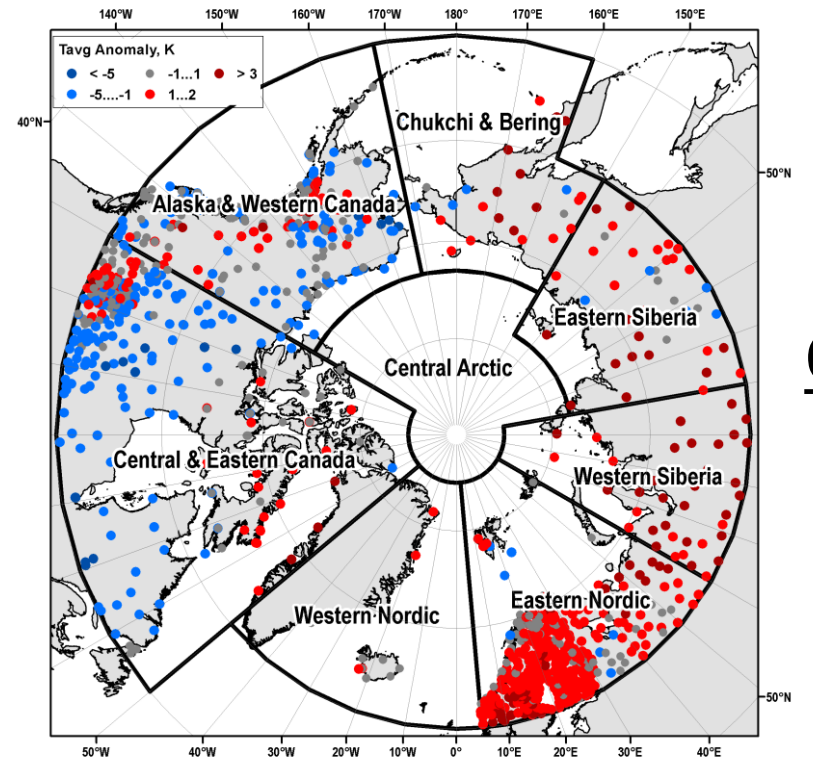 140°W 150°W 160°W 170°W 180° 170°E 160°E 150°E
Tavg Anomaly, K
< -5 -1...1 > 3
-5....-1 1...2
40°N
Chukchi & Bering
50°N
Alaska & Western Canada
Eastern Siberia
Central Arctic
Central & Eastern Canada
Western Siberia
Eastern Nordic
Western Nordic
50°N
50°W 40°W 30°W 20°W 10°W 0° 10°E 20°E 30°E 40°E